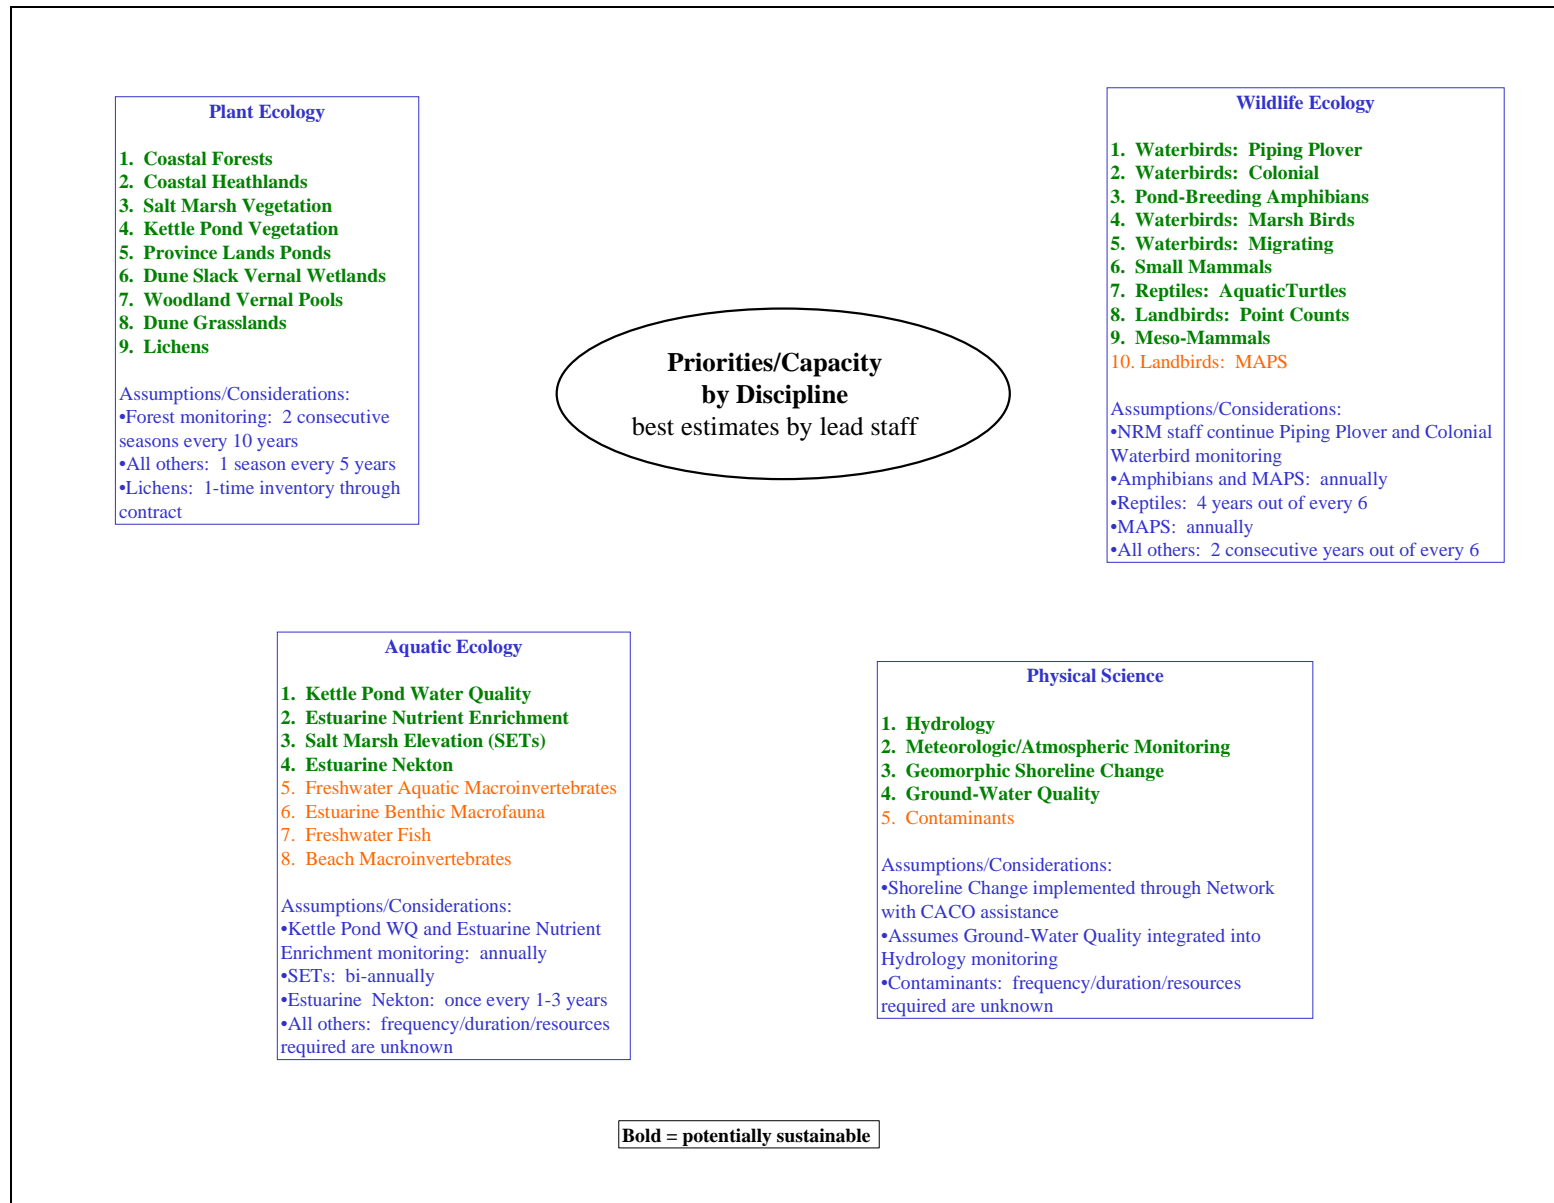 Plant Ecology
1. Coastal Forests
2. Coastal Heathlands
3. Salt Marsh Vegetation
4. Kettle Pond Vegetation
5. Province Lands Ponds
6. Dune Slack Vernal Wetlands
7. Woodland Vernal Pools
8. Dune Grasslands
9. Lichens
Assumptions/Considerations:
•Forest monitoring: 2 consecutive
seasons every 10 years
•All others: 1 season every 5 years
•Lichens: 1-time inventory through
contract
Wildlife Ecology
1. Waterbirds: Piping Plover
2. Waterbirds: Colonial
3. Pond-Breeding Amphibians
4. Waterbirds: Marsh Birds
5. Waterbirds: Migrating
6. Small Mammals
7. Reptiles: AquaticTurtles
8. Landbirds: Point Counts
9. Meso-Mammals
10. Landbirds: MAPS
Assumptions/Considerations:
•NRM staff continue Piping Plover and Colonial
Waterbird monitoring
•Amphibians and MAPS: annually
•Reptiles: 4 years out of every 6
•MAPS: annually
•All others: 2 consecutive years out of every 6
Priorities/Capacity
by Discipline
best estimates by lead staff
Aquatic Ecology
1. Kettle Pond Water Quality
2. Estuarine Nutrient Enrichment
3. Salt Marsh Elevation (SETs)
4. Estuarine Nekton
5. Freshwater Aquatic Macroinvertebrates
6. Estuarine Benthic Macrofauna
7. Freshwater Fish
8. Beach Macroinvertebrates
Assumptions/Considerations:
•Kettle Pond WQ and Estuarine Nutrient
Enrichment monitoring: annually
•SETs: bi-annually
•Estuarine Nekton: once every 1-3 years
•All others: frequency/duration/resources
required are unknown
Physical Science
1. Hydrology
2. Meteorologic/Atmospheric Monitoring
3. Geomorphic Shoreline Change
4. Ground-Water Quality
5. Contaminants
Assumptions/Considerations:
•Shoreline Change implemented through Network
with CACO assistance
•Assumes Ground-Water Quality integrated into
Hydrology monitoring
•Contaminants: frequency/duration/resources
required are unknown
Bold = potentially sustainable